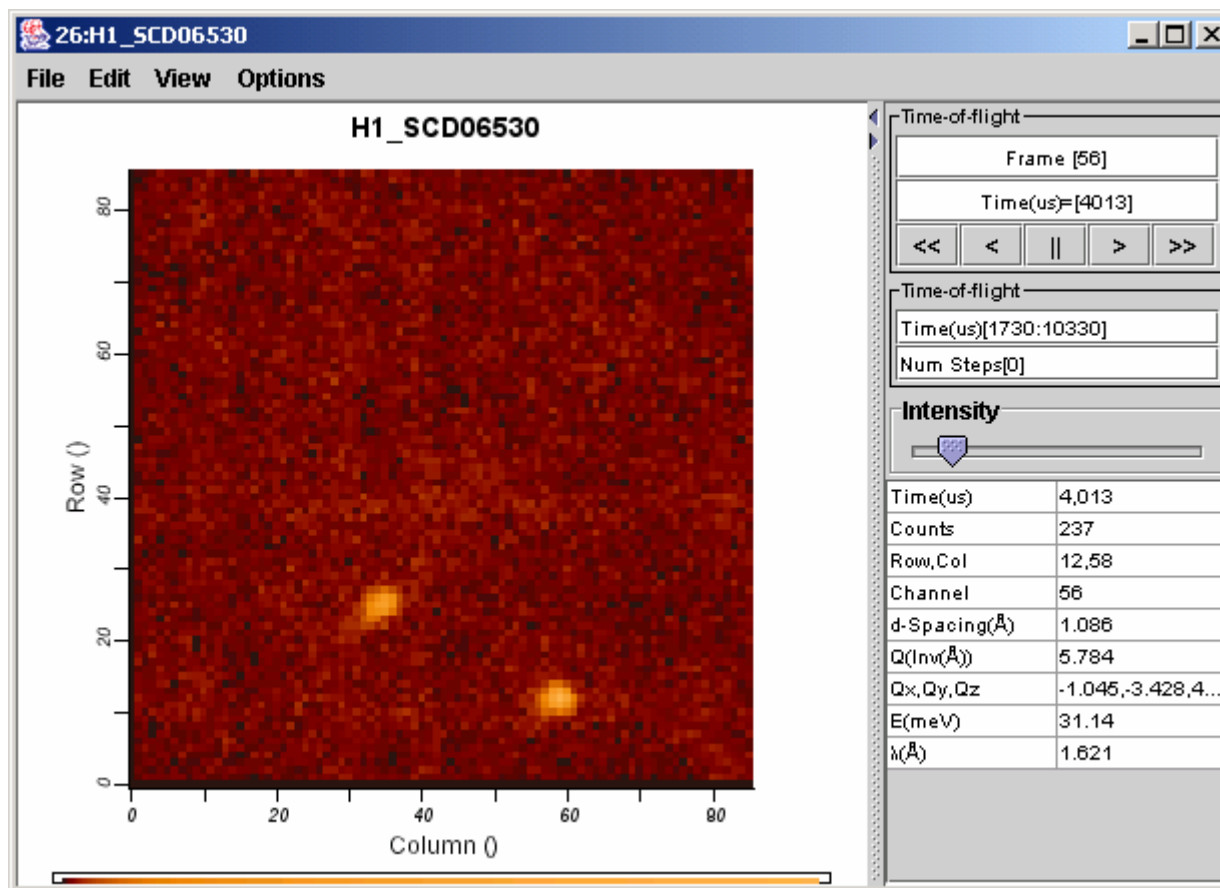 26:H1_SCD06530
File Edit View Options
H1_SCD06530
80
60
40
20
0
Row ()
0 20 40 60 80
Column ()
Time-of-flight
Frame [56]
Time(us)=[4013]
<< < || > >>
Time-of-flight
Time(us)[1730:10330]
Num Steps[0]
Intensity
Time(us) 4,013
Counts 237
Row,Col 12,58
Channel 56
d-Spacing(Å) 1.086
Q(Inv(Å)) 5.784
Qx,Qy,Qz -1.045,-3.428,4...
E(meV) 31.14
λ(Å) 1.621